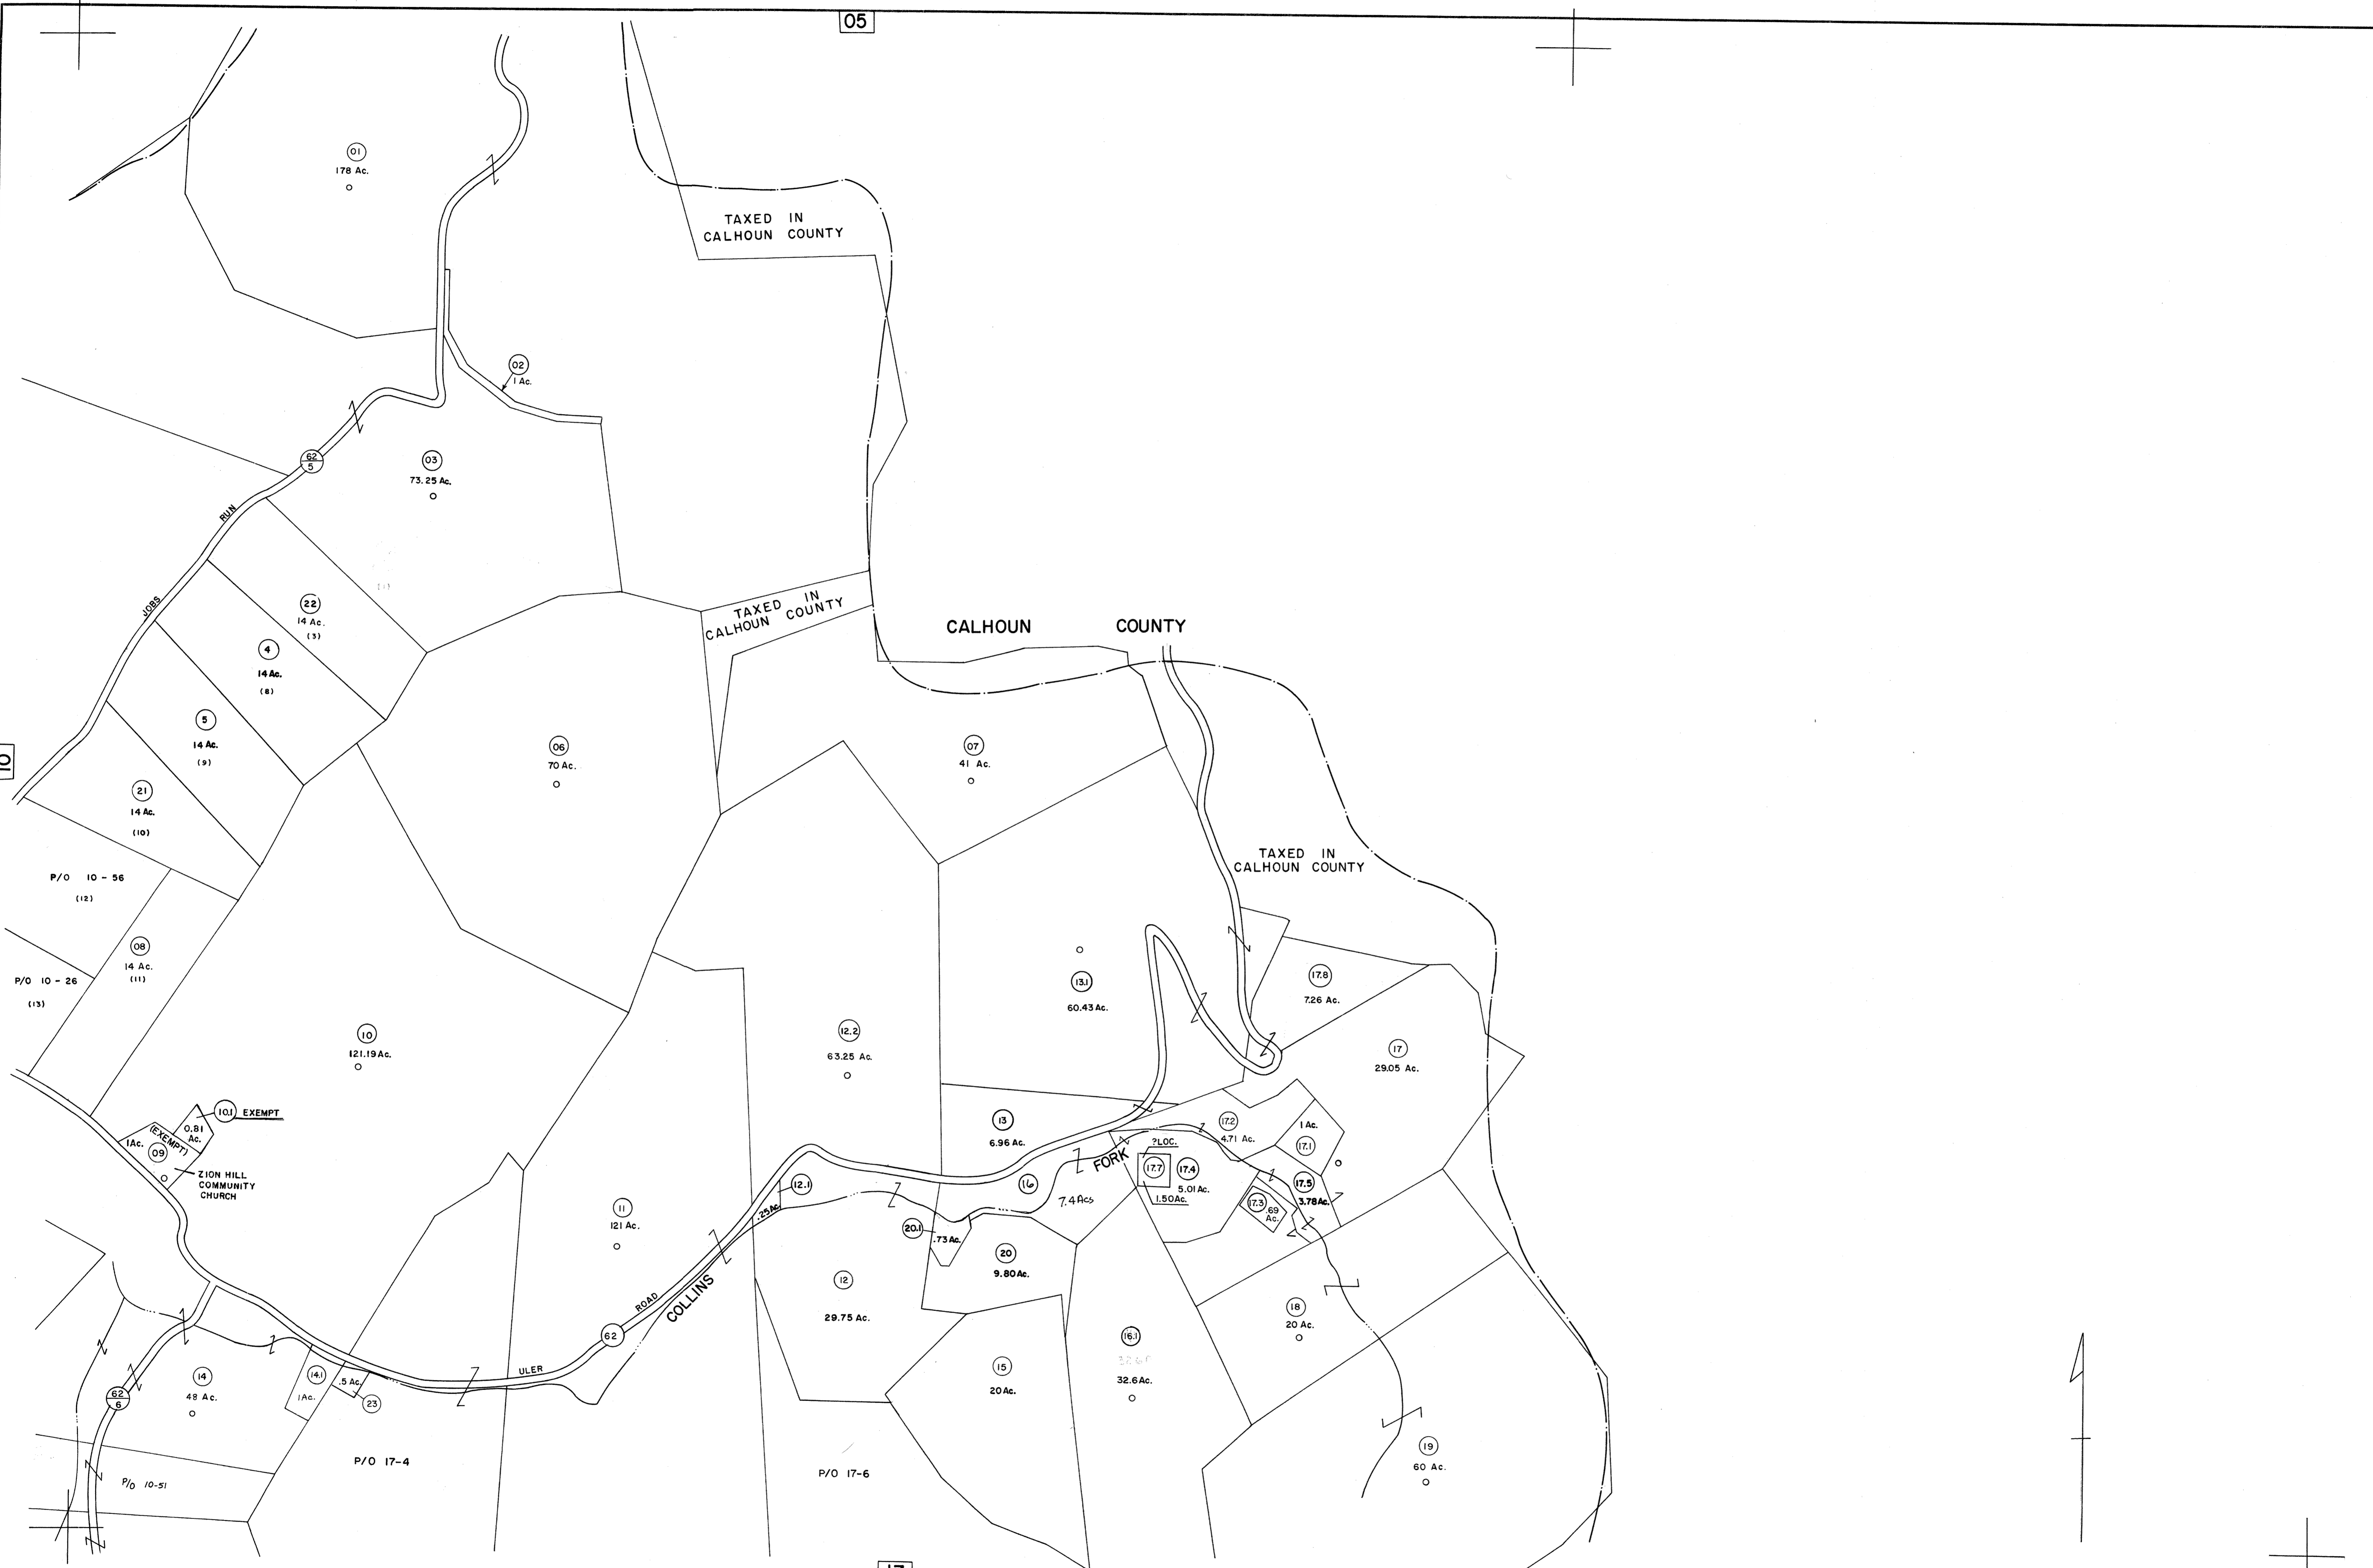 05
01
178 Ac.
TAXED IN
CALHOUN COUNTY
02
1 Ac.
62
5
03
73.25 Ac.
RUN
JOBS
22
14 Ac.
(3)
4
14 Ac.
(8)
TAXED IN
CALHOUN COUNTY
CALHOUN COUNTY
5
14 Ac.
(9)
06
70 Ac.
07
41 Ac.
10
21
14 Ac.
(10)
TAXED IN
CALHOUN COUNTY
P/O 10-56
(12)
08
14 Ac.
(11)
P/O 10-26
(13)
13.1
60.43 Ac.
17.8
7.26 Ac.
10
121.19 Ac.
12.2
63.25 Ac.
17
29.05 Ac.
10.1 EXEMPT
0.81
Ac.
1Ac.
(EXEMPT)
09
ZION HILL
COMMUNITY
CHURCH
13
6.96 Ac.
17.2
4.71 Ac.
1 Ac.
17.1
?LOC.
FORK
17.7
17.4
5.01 Ac.
1.50 Ac.
17.5
3.78 Ac.
17.3
.69
Ac.
16
7.4 Acs
12.1
.25 Ac.
11
121 Ac.
20.1
.73 Ac.
20
9.80 Ac.
12
29.75 Ac.
COLLINS
ROAD
62
ULER
18
20 Ac.
16.1
32.6 Ac.
15
20 Ac.
14
48 Ac.
14.1
1 Ac.
.5 Ac.
23
62
6
19
60 Ac.
P/O 17-4
P/O 17-6
P/O 10-51
17